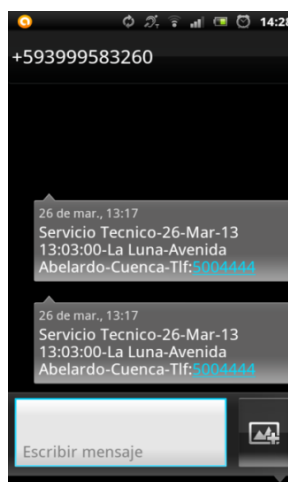 14:28
+593999583260
26 de mar., 13:17
Servicio Tecnico-26-Mar-13
13:03:00-La Luna-Avenida
Abelardo-Cuenca-Tlf:5004444
26 de mar., 13:17
Servicio Tecnico-26-Mar-13
13:03:00-La Luna-Avenida
Abelardo-Cuenca-Tlf:5004444
Escribir mensaje